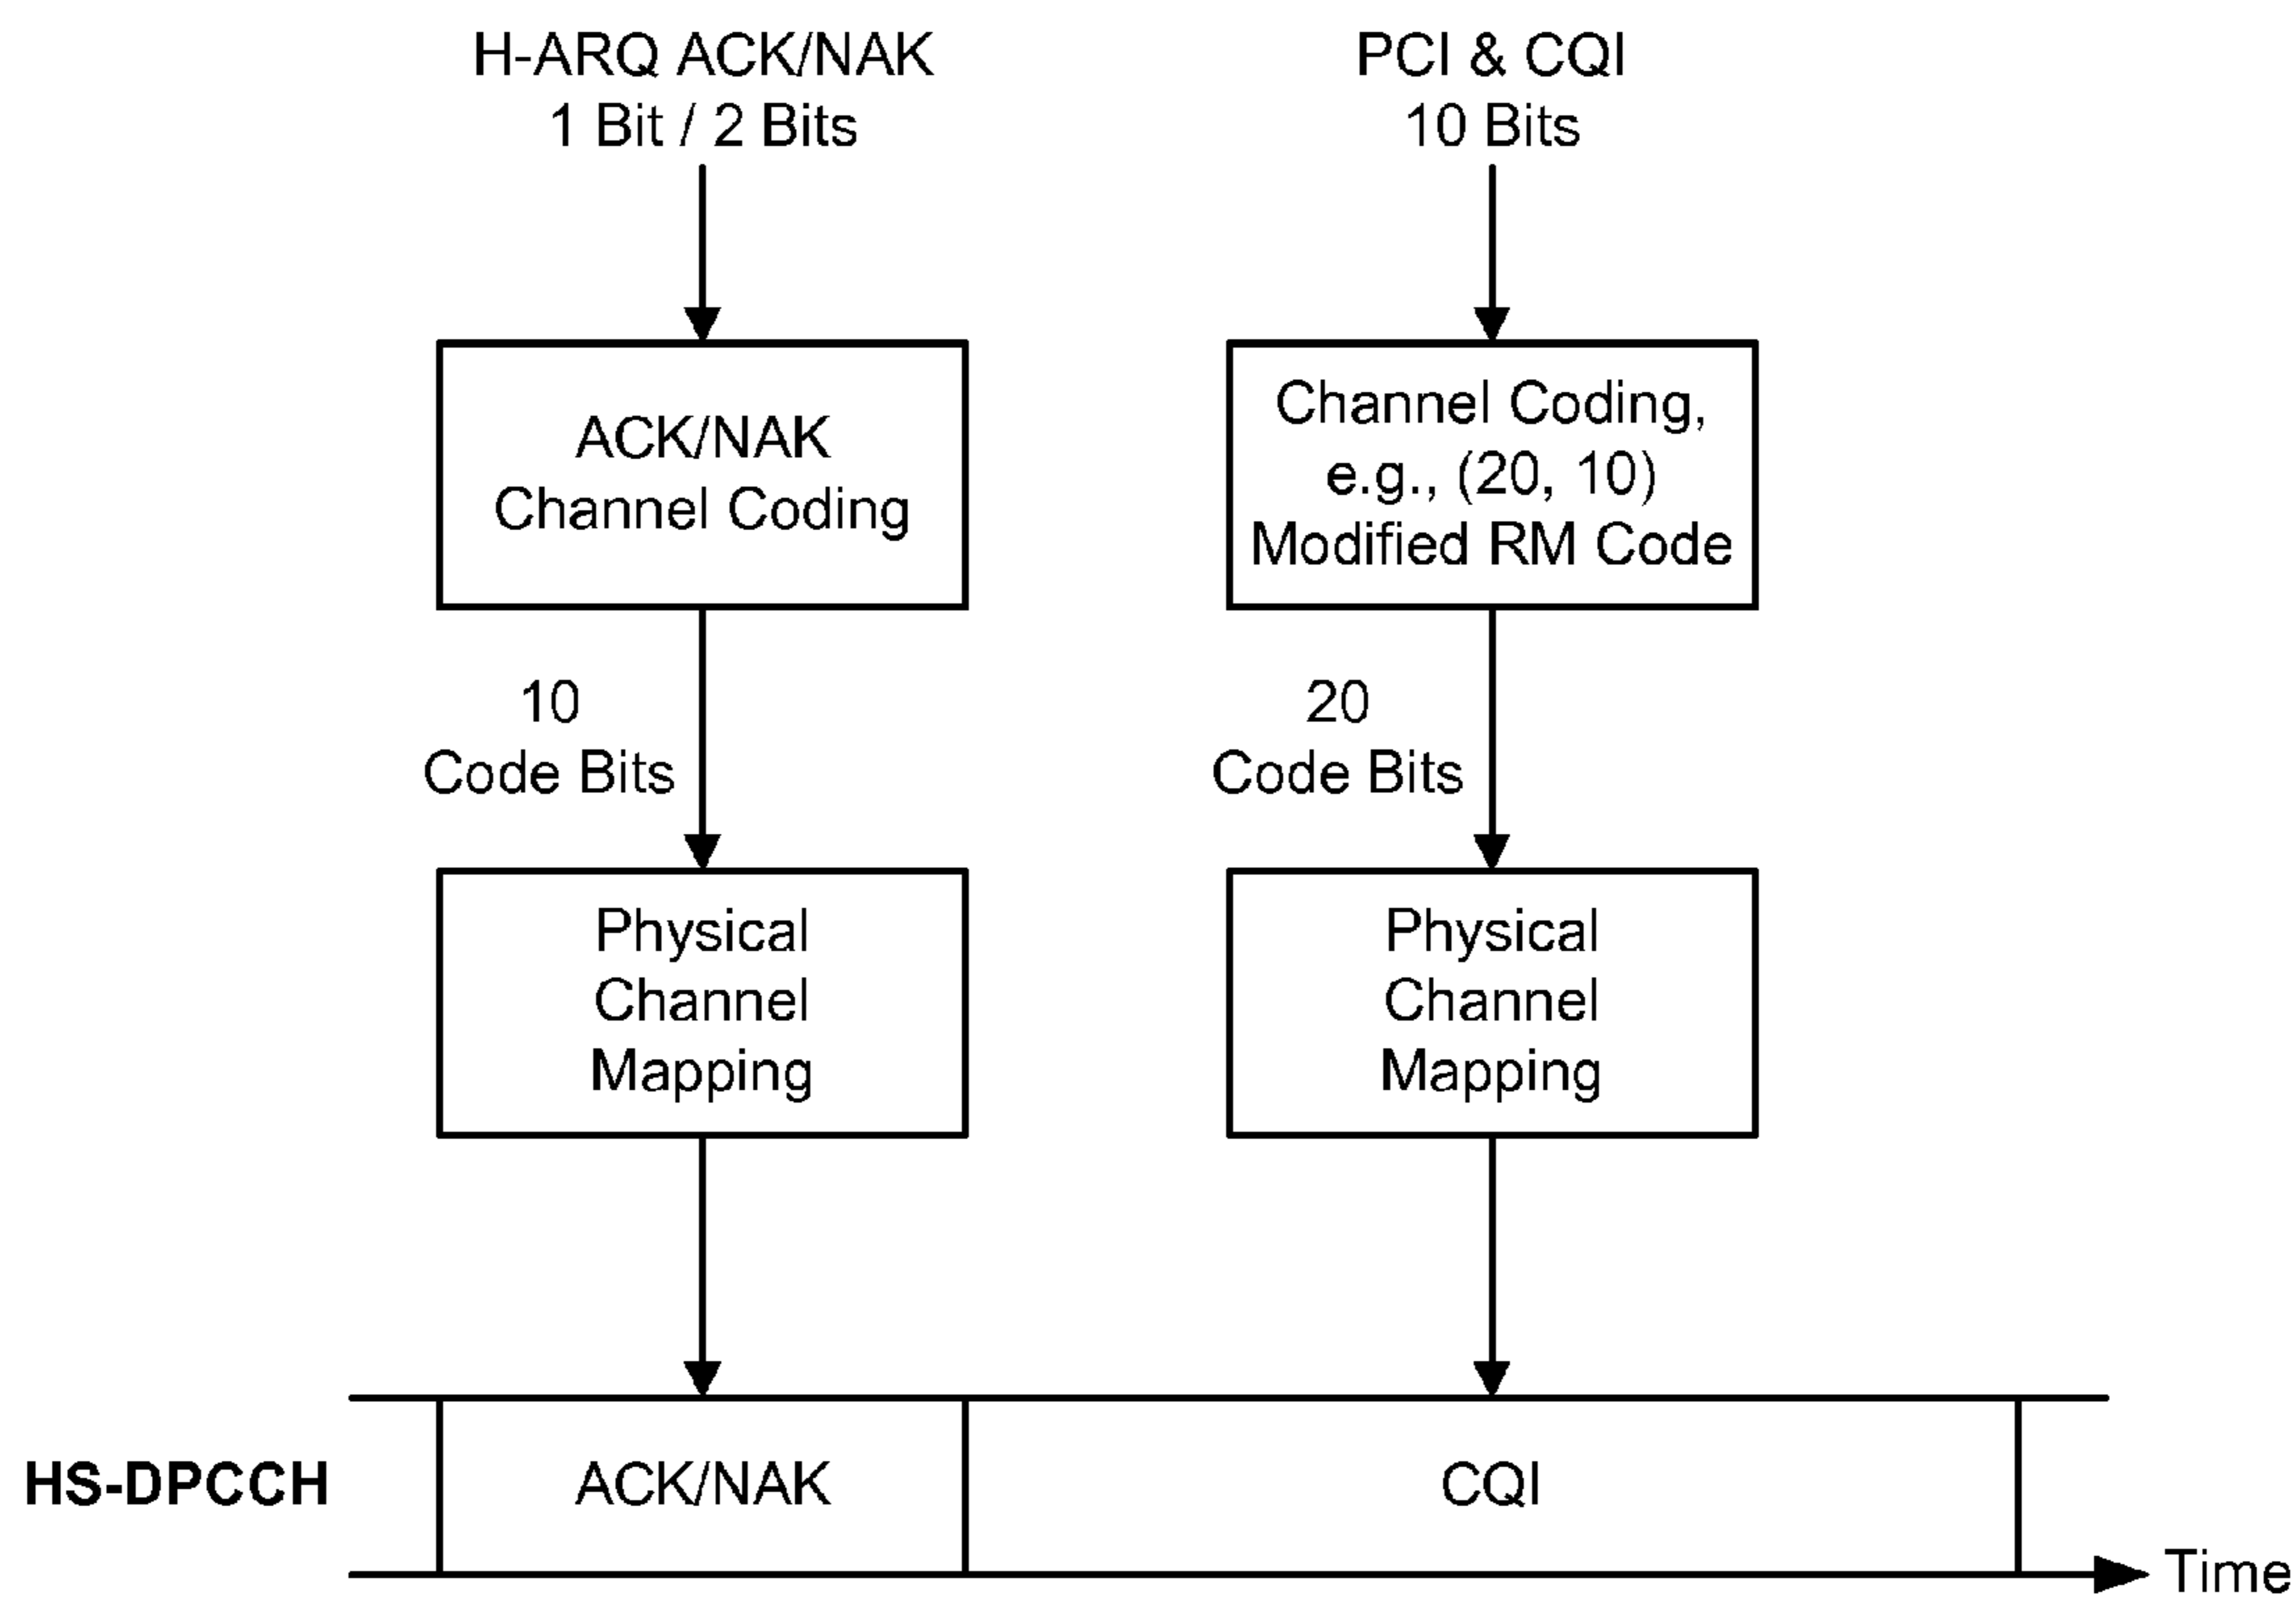 H-ARQ ACK/NAK
1 Bit / 2 Bits
PCI & CQI
10 Bits
ACK/NAK
Channel Coding
Channel Coding,
e.g., (20, 10)
Modified RM Code
10
Code Bits
20
Code Bits
Physical
Channel
Mapping
Physical
Channel
Mapping
HS-DPCCH
ACK/NAK
CQI
Time